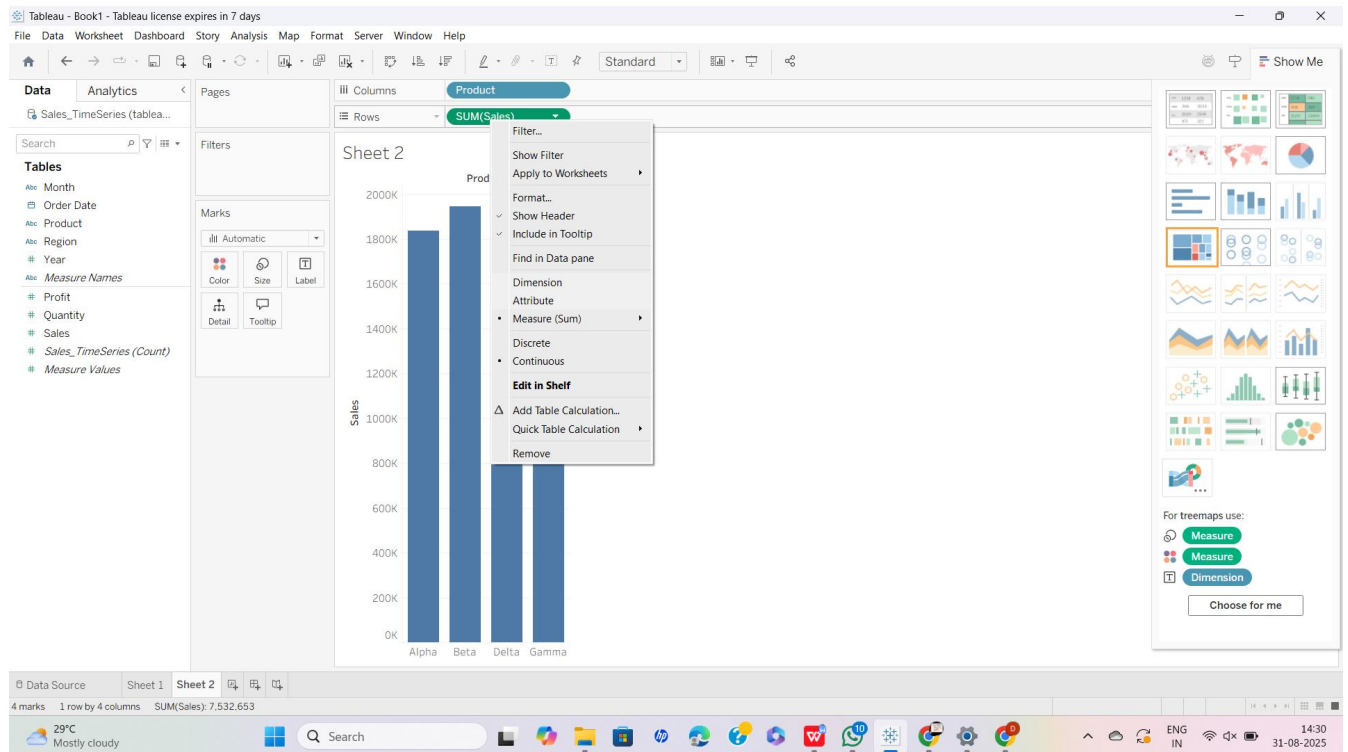 Tableau - Book1 - Tableau license expires in 7 days
File Data Worksheet Dashboard Story Analysis Map Format Server Window Help
Standard
Show Me
Data Analytics
Sales_TimeSeries (tablea...
Search
Tables
Abc Month
Order Date
Abc Product
Abc Region
# Year
Abc Measure Names
# Profit
# Quantity
# Sales
# Sales_TimeSeries (Count)
# Measure Values
Pages
Filters
Marks
Automatic
Color Size Label
Detail Tooltip
Columns Product
Rows SUM(Sales)
Sheet 2
Prod
2000K
1800K
1600K
1400K
1200K
1000K
800K
600K
400K
200K
0K
Sales
Alpha Beta Delta Gamma
Filter...
Show Filter
Apply to Worksheets
Format...
Show Header
Include in Tooltip
Find in Data pane
Dimension
Attribute
Measure (Sum)
Discrete
Continuous
Edit in Shelf
Add Table Calculation...
Quick Table Calculation
Remove
For treemaps use:
Measure
Measure
Dimension
Choose for me
Data Source Sheet 1 Sheet 2
4 marks 1 row by 4 columns SUM(Sales): 7,532,653
29°C
Mostly cloudy
Search
10
ENG
IN
14:30
31-08-2025